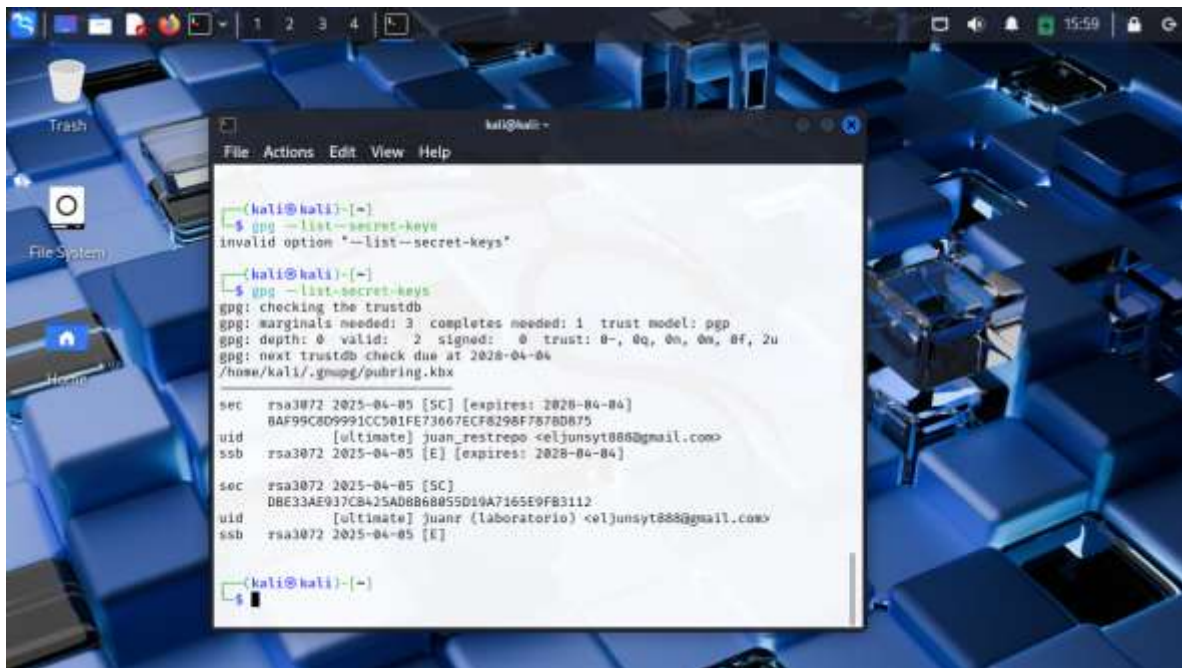 1 2 3 4
15:59
Trash
File System
Home
kali@kali: ~
File Actions Edit View Help
┌──(kali㉿kali)-[~]
└─$ gpg --list--secret-keys
invalid option "--list--secret-keys"
┌──(kali㉿kali)-[~]
└─$ gpg --list-secret-keys
gpg: checking the trustdb
gpg: marginals needed: 3 completes needed: 1 trust model: pgp
gpg: depth: 0 valid: 2 signed: 0 trust: 0-, 0q, 0n, 0m, 0f, 2u
gpg: next trustdb check due at 2028-04-04
/home/kali/.gnupg/pubring.kbx
sec rsa3072 2025-04-05 [SC] [expires: 2028-04-04]
uid [ultimate] juan_restrepo <eljunsyt888@gmail.com>
ssb rsa3072 2025-04-05 [E] [expires: 2028-04-04]
sec rsa3072 2025-04-05 [SC]
uid [ultimate] juanr (laboratorio) <eljunsyt888@gmail.com>
ssb rsa3072 2025-04-05 [E]
┌──(kali㉿kali)-[~]
└─$